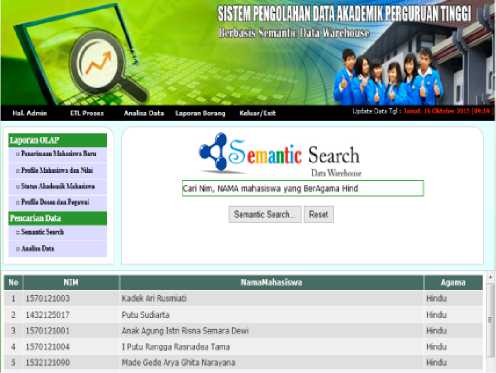 SISTEM PENGOLAHAN DATA AKADEMIK PERGURUAN TINGGI
Berbasis Semantic Data Warehouse
Hal. Admin ETL Proses Analisa Data Laporan Borang Keluar/Exit Update Data Tgl :
Laporan OLAP
Penerimaan Mahasiswa Baru
Profile Mahasiswa dan Nilai
Status Akademik Mahasiswa
Profile Dosen dan Pegawai
Pencarian Data
Semantic Search
Analisa Data
Semantic Search
Data Warehouse
Cari Nim, NAMA mahasiswa yang BerAgama Hind
Semantic Search... Reset
No NIM NamaMahasiswa Agama
1 1570121003 Kadek Ari Rusmiati Hindu
2 1432125017 Putu Sudiarta Hindu
3 1570121001 Anak Agung Istri Risna Semara Dewi Hindu
4 1570121004 I Putu Rangga Rasnadea Tama Hindu
5 1532121090 Made Gede Arya Ghita Narayana Hindu